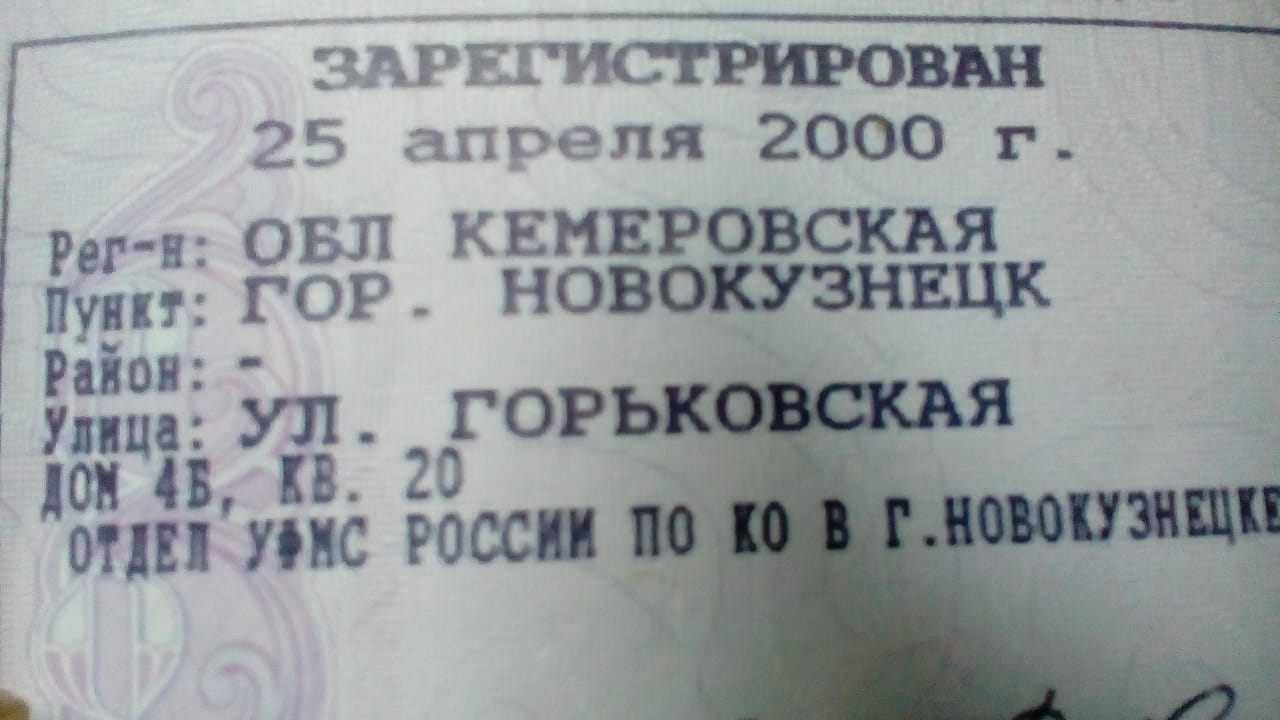 ЗАРЕГИСТРИРОВАН
25 апреля 2000 г.
Рег-н: ОБЛ КЕМЕРОВСКАЯ
Пункт: ГОР. НОВОКУЗНЕЦК
Район: -
Улица: УЛ. ГОРЬКОВСКАЯ
ДОМ 4Б, КВ. 20
ОТДЕЛ УФМС РОССИИ ПО КО В Г.НОВОКУЗНЕЦКЕ